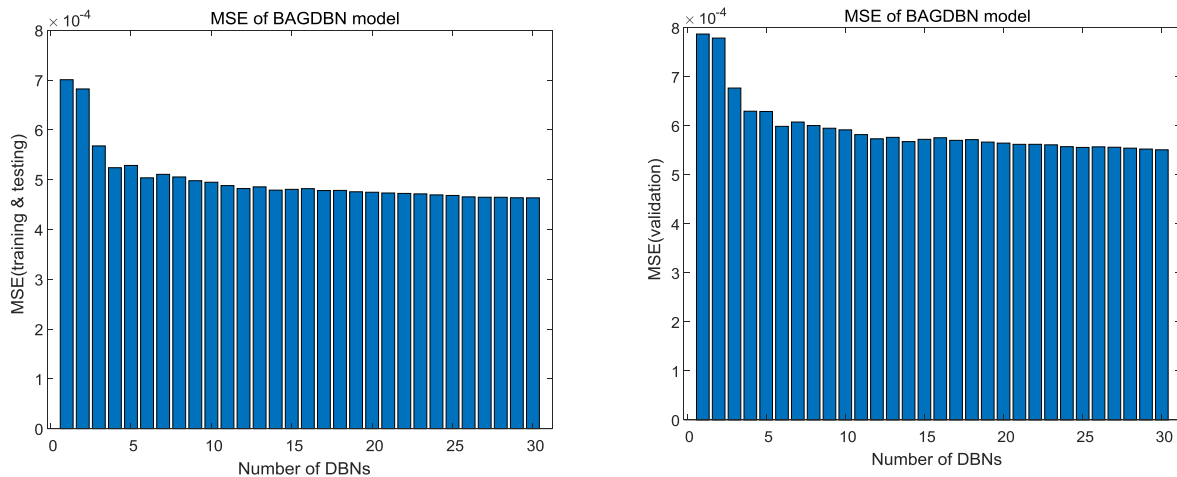 MSE of BAGDBN model
× 10⁻⁴
8
7
6
5
4
3
2
1
0
MSE(training & testing)
0 5 10 15 20 25 30
Number of DBNs
MSE of BAGDBN model
× 10⁻⁴
8
7
6
5
4
3
2
1
0
MSE(validation)
0 5 10 15 20 25 30
Number of DBNs